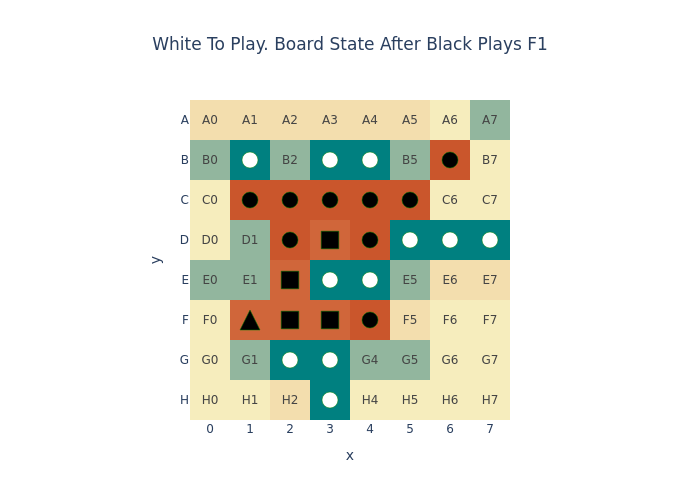 White To Play. Board State After Black Plays F1
A A0 A1 A2 A3 A4 A5 A6 A7
B B0 B2 B5 B7
C C0 C6 C7
D D0 D1
E E0 E1 E5 E6 E7
F F0 F5 F6 F7
G G0 G1 G4 G5 G6 G7
H H0 H1 H2 H4 H5 H6 H7
0 1 2 3 4 5 6 7
x
y